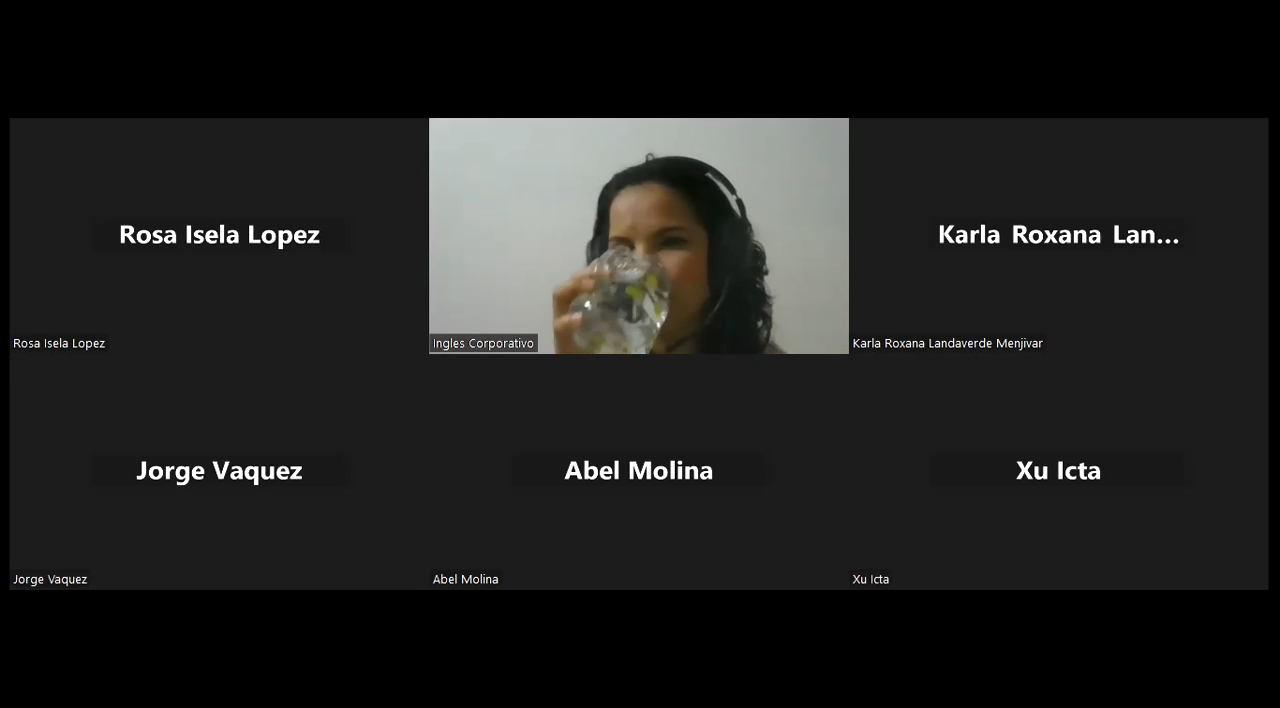 Rosa Isela Lopez
Karla Roxana Lan...
Rosa Isela Lopez
Ingles Corporativo
Karla Roxana Landaverde Menjivar
Jorge Vaquez
Abel Molina
Xu Icta
Jorge Vaquez
Abel Molina
Xu Icta